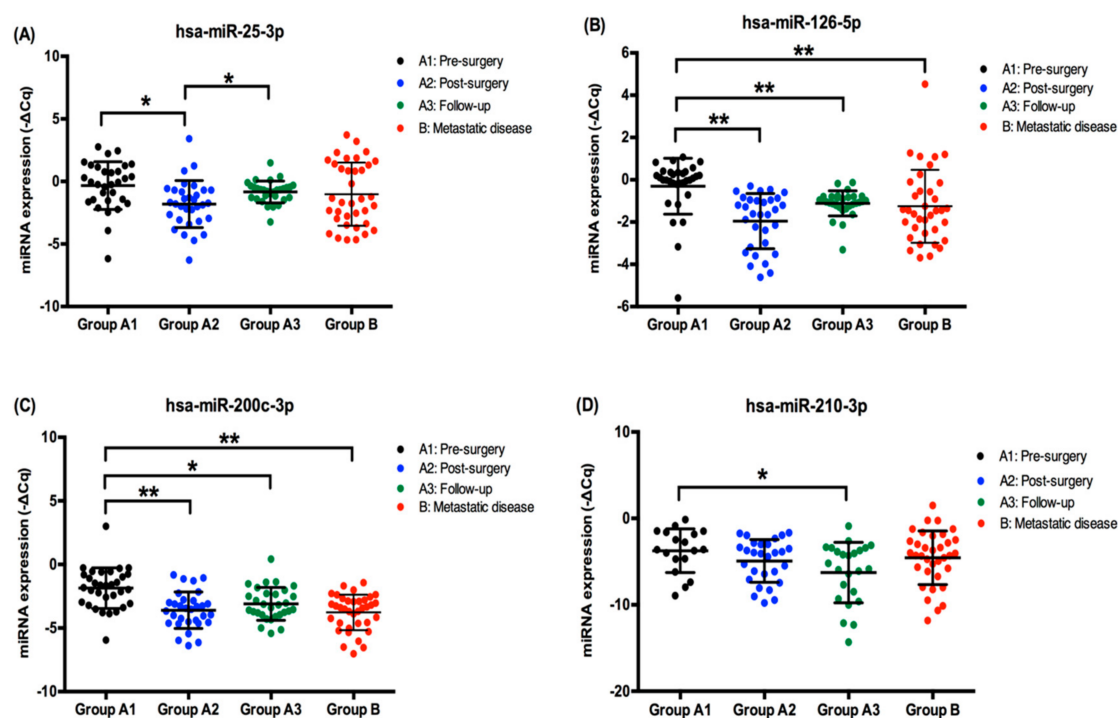 (A)
hsa-miR-25-3p
miRNA expression (-ΔCq)
10
5
0
-5
-10
*
*
A1: Pre-surgery
A2: Post-surgery
A3: Follow-up
B: Metastatic disease
Group A1 Group A2 Group A3 Group B
(B)
hsa-miR-126-5p
miRNA expression (-ΔCq)
6
4
2
0
-2
-4
-6
**
**
**
A1: Pre-surgery
A2: Post-surgery
A3: Follow-up
B: Metastatic disease
Group A1 Group A2 Group A3 Group B
(C)
hsa-miR-200c-3p
miRNA expression (-ΔCq)
10
5
0
-5
-10
**
*
**
A1: Pre-surgery
A2: Post-surgery
A3: Follow-up
B: Metastatic disease
Group A1 Group A2 Group A3 Group B
(D)
hsa-miR-210-3p
miRNA expression (-ΔCq)
10
0
-10
-20
*
A1: Pre-surgery
A2: Post-surgery
A3: Follow-up
B: Metastatic disease
Group A1 Group A2 Group A3 Group B